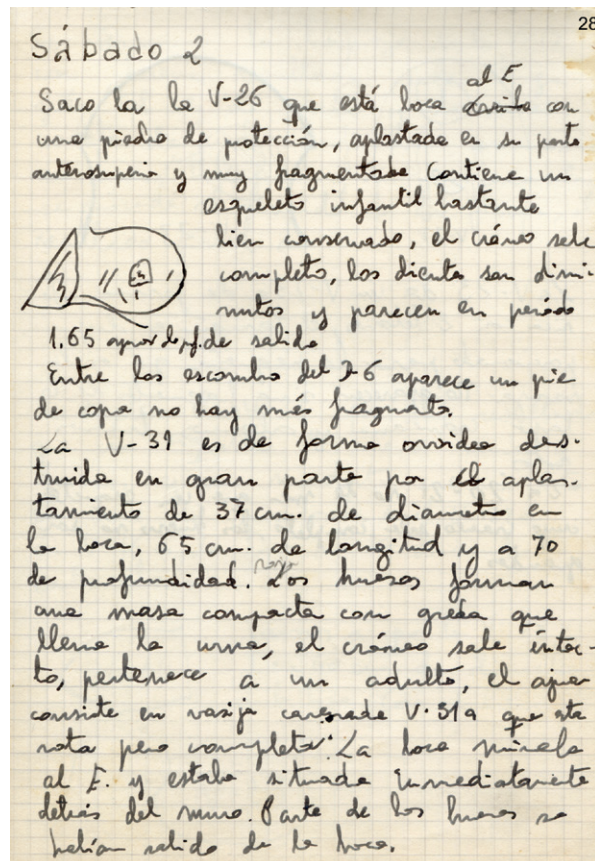 28
Sábado 2
Saco la la V-26 que está boca al E con
una piedra de protección, aplastada en su parte
anterosuperior y muy fragmentada Contiene un
esqueleto infantil bastante
bien conservado, el cráneo sale
completo, los dientes son dimi-
nutos y parecen en periódo
1,65 aprox de pf. de salida
Entre los escombros del D-6 aparece un pie
de copa no hay más fragmentos.
La V-31 es de forma ovoidea des-
truida en gran parte por el aplas-
tamiento de 37 cm. de diametro en
la boca, 65 cm. de longitud y a 70
de profundidad. Los huesos forman
una masa compacta con greda que
llena la urna, el cráneo sale intac-
to, pertenece a un adulto, el ajuar
consiste en vasija carenada V-31a que esta
rota pero completa. La boca miraba
al E. y estaba situada inmediatamente
detrás del muro. Parte de los huesos se
habían salido de la boca.